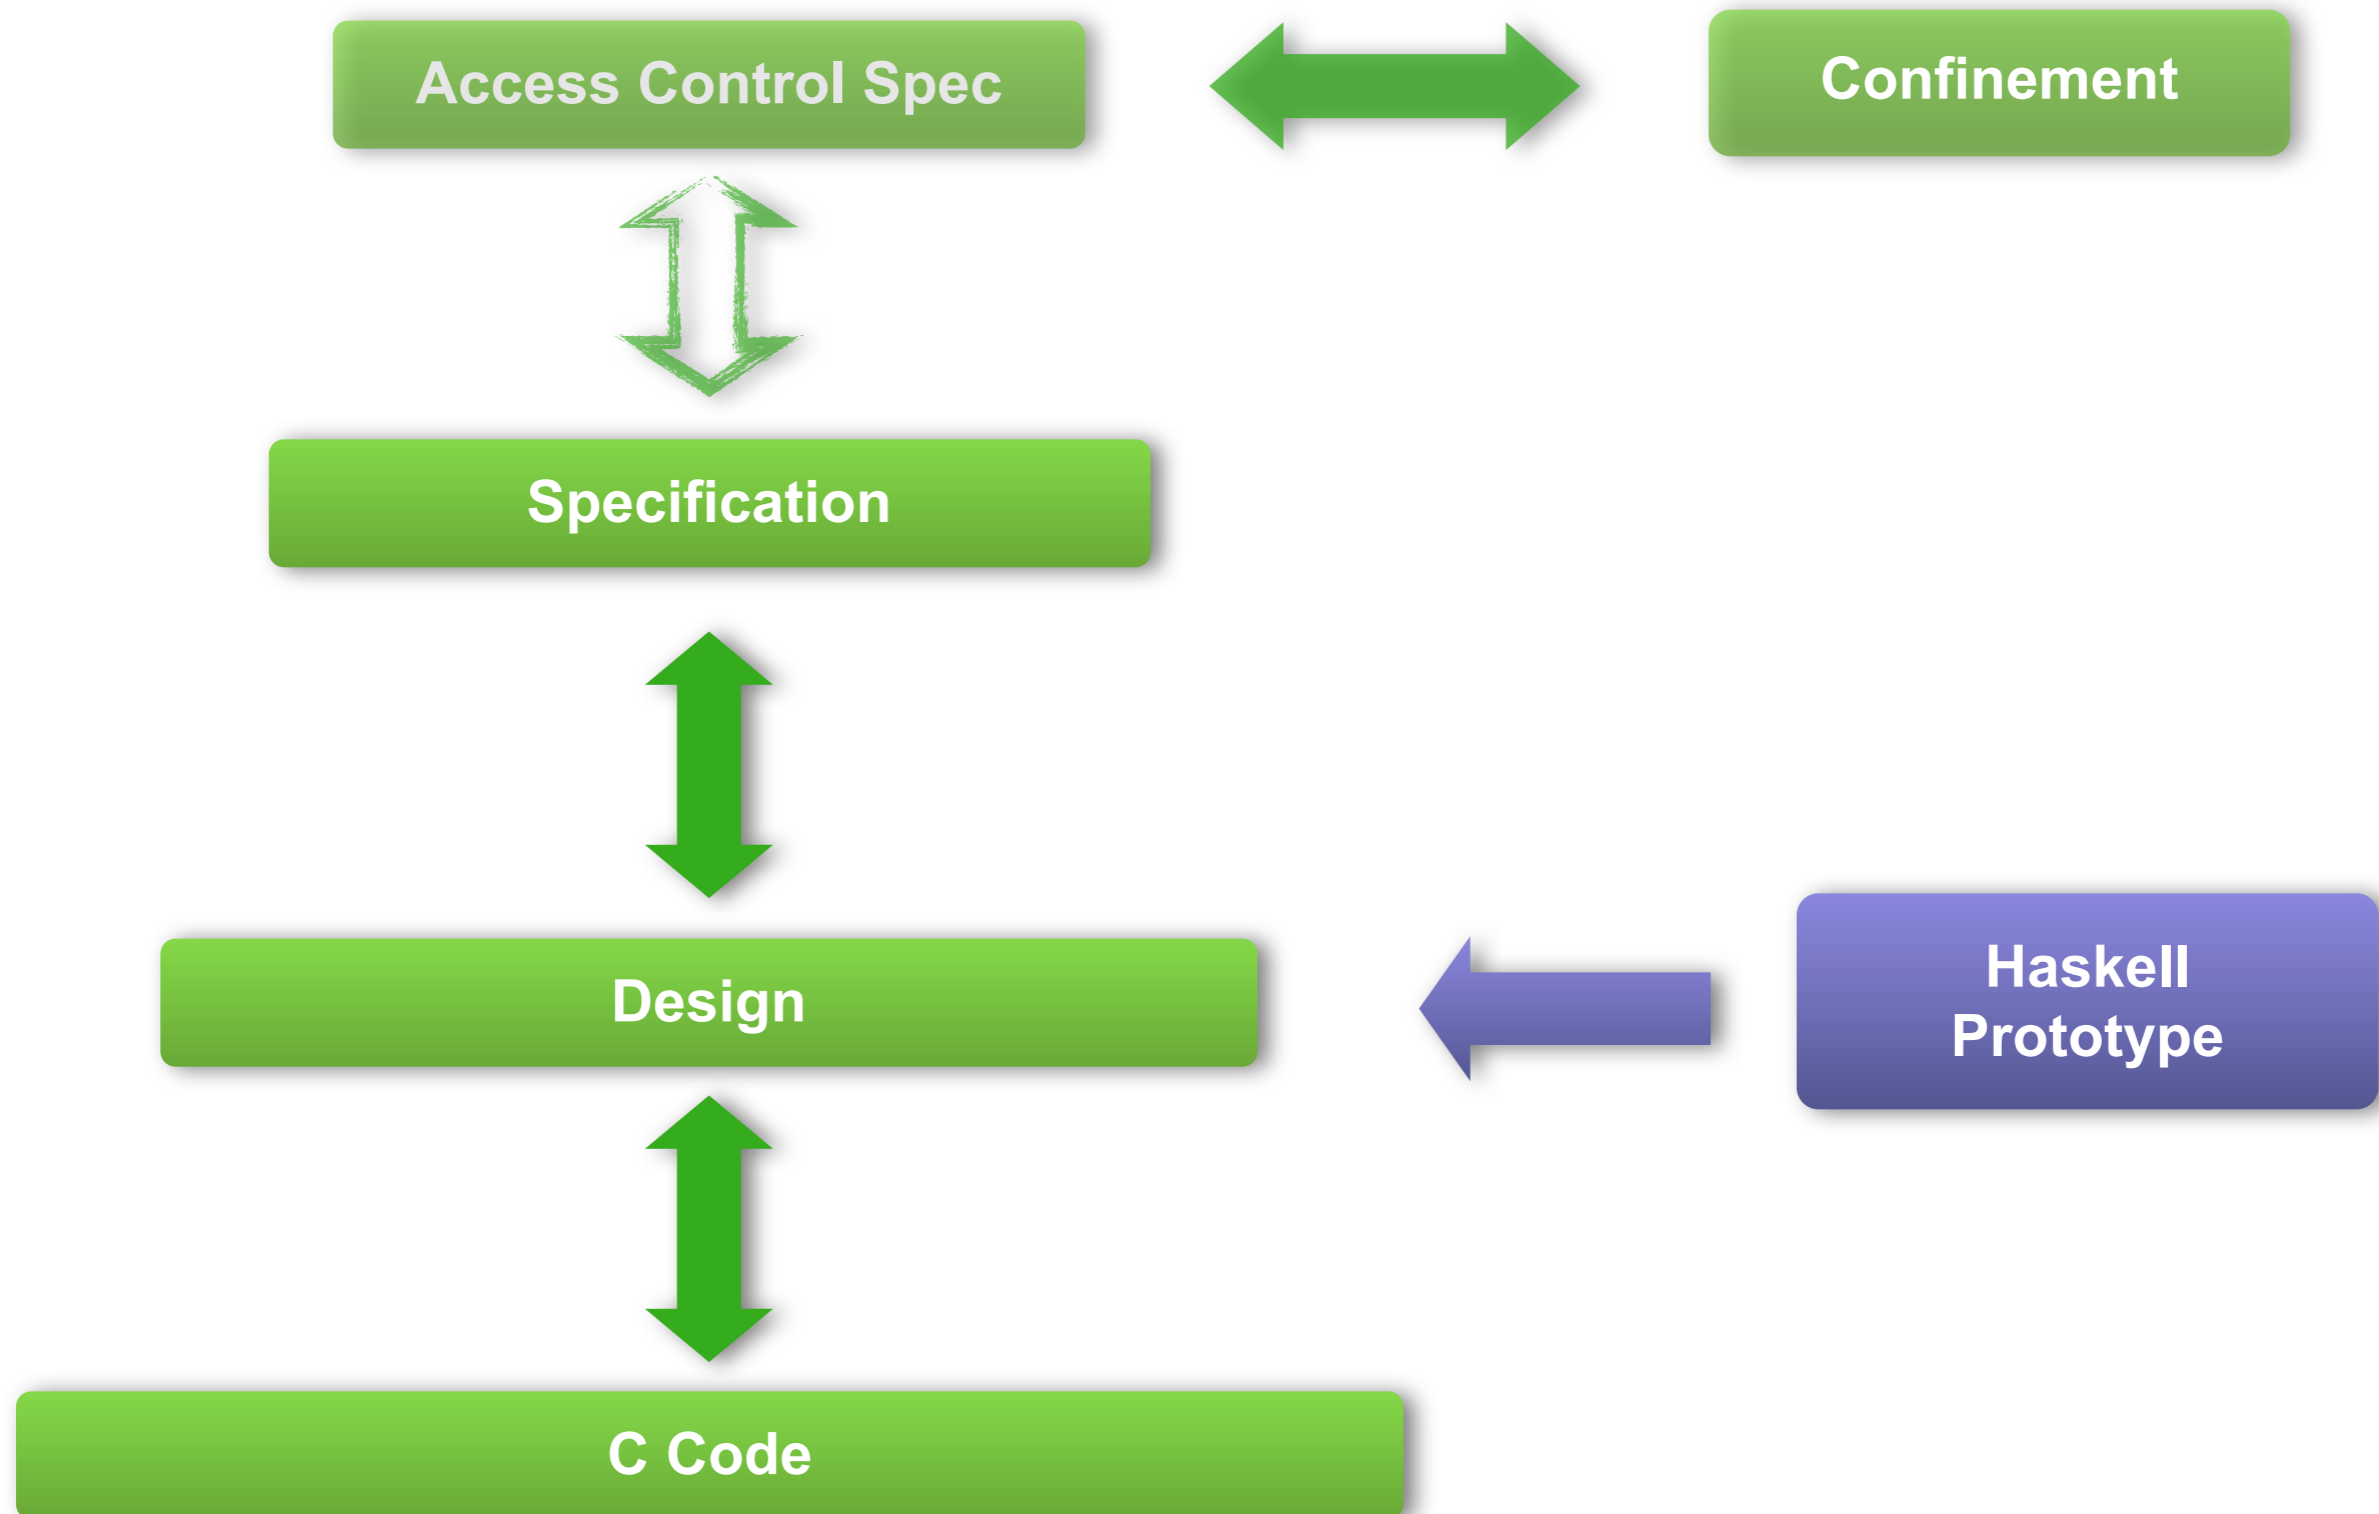 Access Control Spec
Confinement
Specification
Design
Haskell
Prototype
C Code